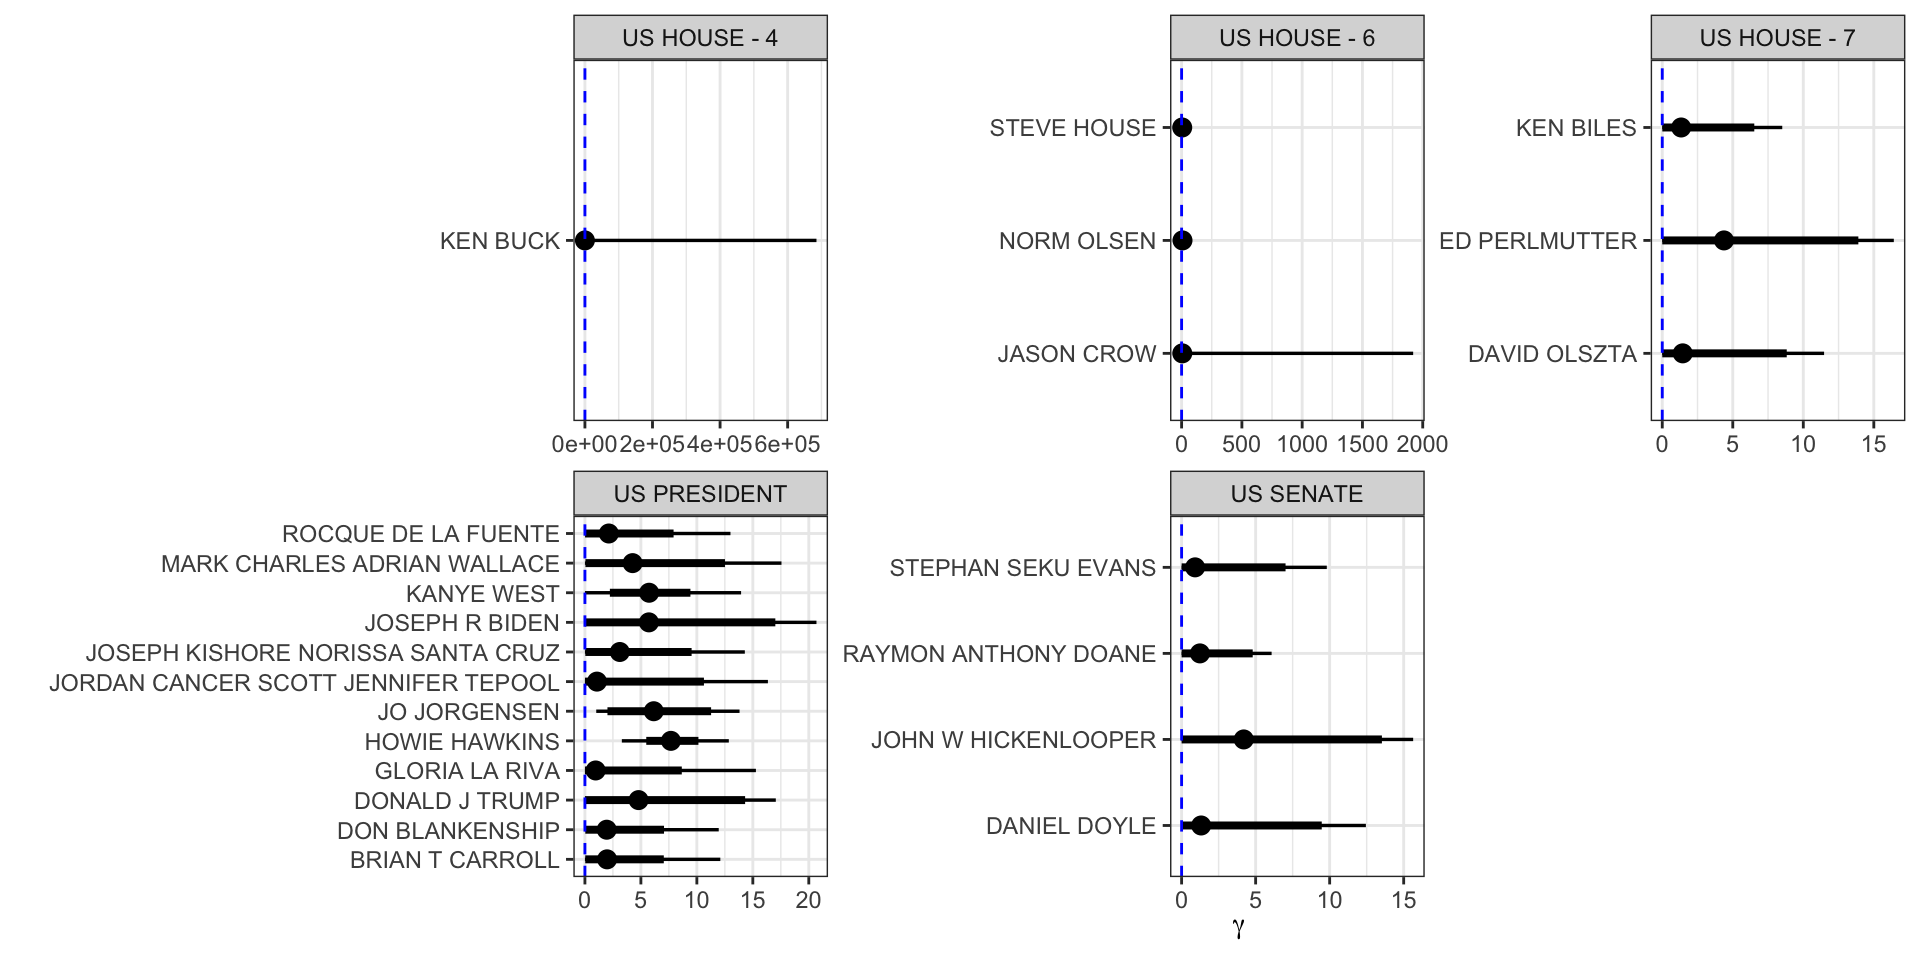 US HOUSE - 4
KEN BUCK
0e+00 2e+05 4e+05 6e+05
US HOUSE - 6
STEVE HOUSE
NORM OLSEN
JASON CROW
0 500 1000 1500 2000
US HOUSE - 7
KEN BILES
ED PERLMUTTER
DAVID OLSZTA
0 5 10 15
US PRESIDENT
ROCQUE DE LA FUENTE
MARK CHARLES ADRIAN WALLACE
KANYE WEST
JOSEPH R BIDEN
JOSEPH KISHORE NORISSA SANTA CRUZ
JORDAN CANCER SCOTT JENNIFER TEPOOL
JO JORGENSEN
HOWIE HAWKINS
GLORIA LA RIVA
DONALD J TRUMP
DON BLANKENSHIP
BRIAN T CARROLL
0 5 10 15 20
US SENATE
STEPHAN SEKU EVANS
RAYMON ANTHONY DOANE
JOHN W HICKENLOOPER
DANIEL DOYLE
0 5 10 15
γ